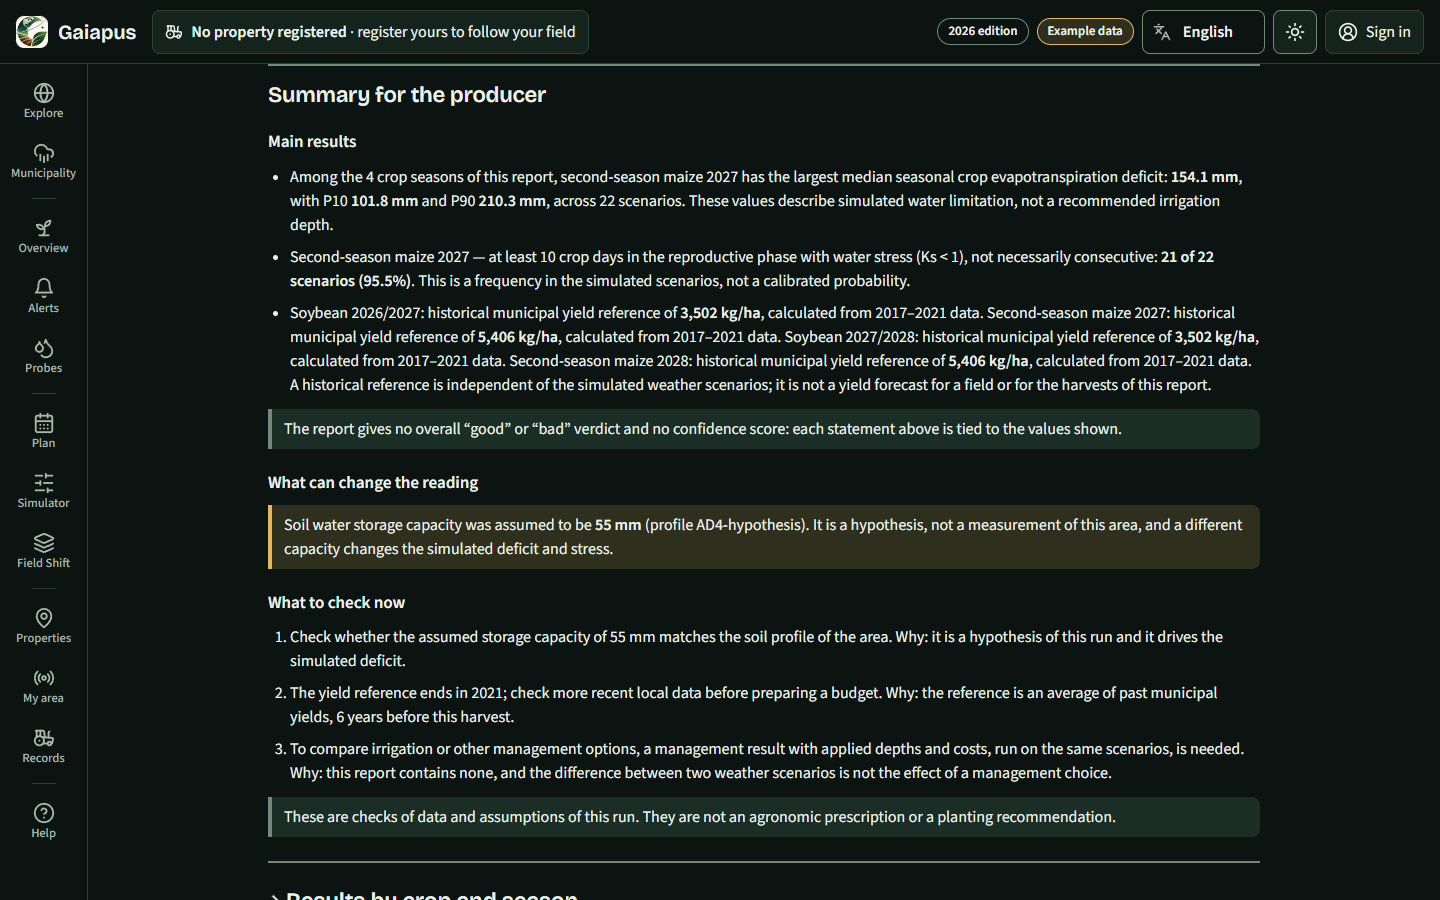 Gaiapus
No property registered · register yours to follow your field
2026 edition
Example data
English
Sign in
Explore
Municipality
Overview
Alerts
Probes
Plan
Simulator
Field Shift
Properties
My area
Records
Help
Summary for the producer
Main results
• Among the 4 crop seasons of this report, second-season maize 2027 has the largest median seasonal crop evapotranspiration deficit: 154.1 mm,
with P10 101.8 mm and P90 210.3 mm, across 22 scenarios. These values describe simulated water limitation, not a recommended irrigation
depth.
• Second-season maize 2027 — at least 10 crop days in the reproductive phase with water stress (Ks < 1), not necessarily consecutive: 21 of 22
scenarios (95.5%). This is a frequency in the simulated scenarios, not a calibrated probability.
• Soybean 2026/2027: historical municipal yield reference of 3,502 kg/ha, calculated from 2017–2021 data. Second-season maize 2027: historical
municipal yield reference of 5,406 kg/ha, calculated from 2017–2021 data. Soybean 2027/2028: historical municipal yield reference of 3,502 kg/ha,
calculated from 2017–2021 data. Second-season maize 2028: historical municipal yield reference of 5,406 kg/ha, calculated from 2017–2021 data.
A historical reference is independent of the simulated weather scenarios; it is not a yield forecast for a field or for the harvests of this report.
The report gives no overall “good” or “bad” verdict and no confidence score: each statement above is tied to the values shown.
What can change the reading
Soil water storage capacity was assumed to be 55 mm (profile AD4-hypothesis). It is a hypothesis, not a measurement of this area, and a different
capacity changes the simulated deficit and stress.
What to check now
1. Check whether the assumed storage capacity of 55 mm matches the soil profile of the area. Why: it is a hypothesis of this run and it drives the
simulated deficit.
2. The yield reference ends in 2021; check more recent local data before preparing a budget. Why: the reference is an average of past municipal
yields, 6 years before this harvest.
3. To compare irrigation or other management options, a management result with applied depths and costs, run on the same scenarios, is needed.
Why: this report contains none, and the difference between two weather scenarios is not the effect of a management choice.
These are checks of data and assumptions of this run. They are not an agronomic prescription or a planting recommendation.
Results by crop and season